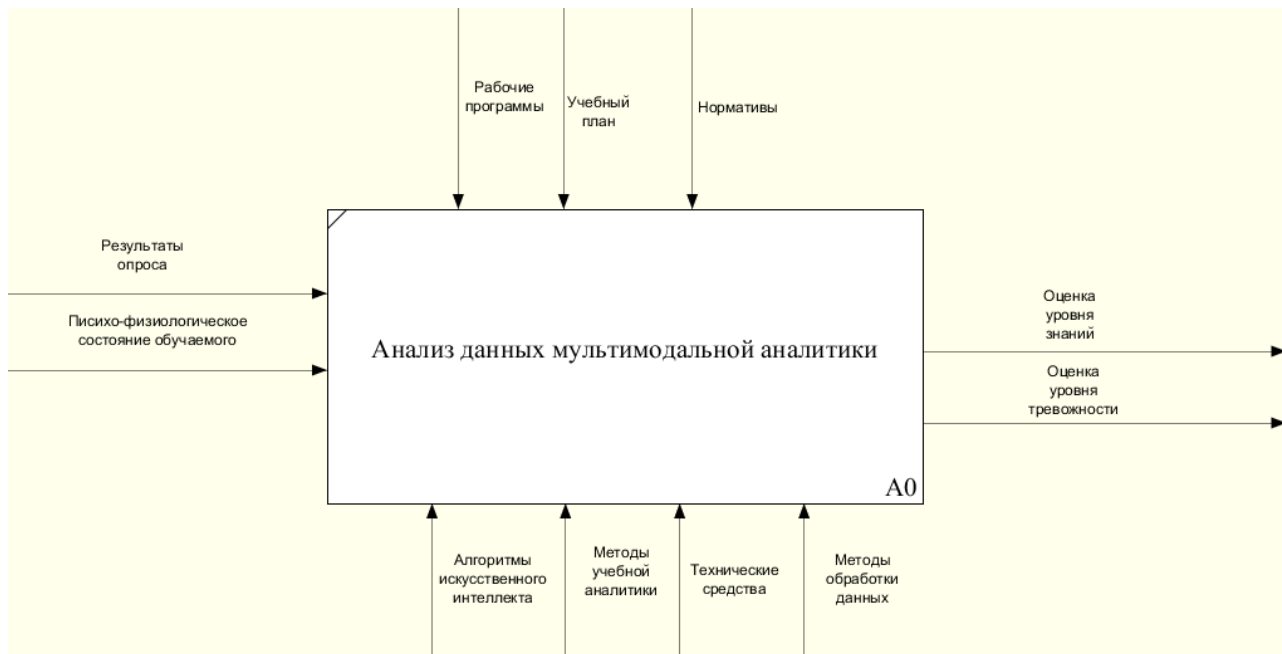 Рабочие
программы
Учебный
план
Нормативы
Результаты
опроса
Писихо-физиологическое
состояние обучаемого
Анализ данных мультимодальной аналитики
Оценка
уровня
знаний
Оценка
уровня
тревожности
A0
Алгоритмы
искусственного
интеллекта
Методы
учебной
аналитики
Технические
средства
Методы
обработки
данных